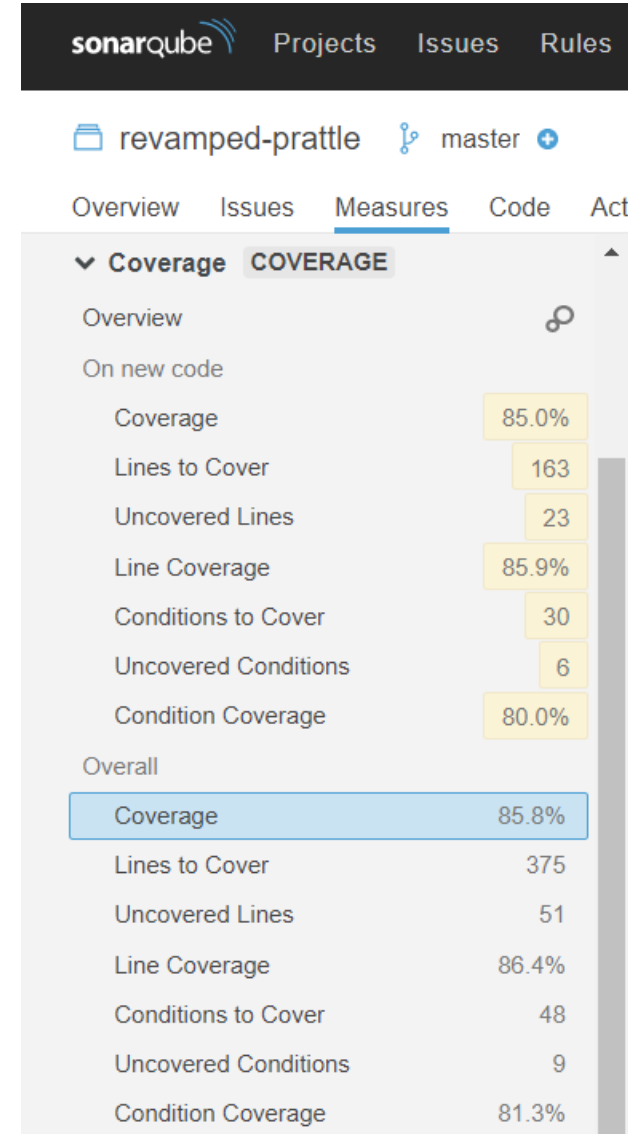 sonarqube Projects Issues Rules
revamped-prattle master
Overview Issues Measures Code Act
Coverage COVERAGE
Overview
On new code
Coverage 85.0%
Lines to Cover 163
Uncovered Lines 23
Line Coverage 85.9%
Conditions to Cover 30
Uncovered Conditions 6
Condition Coverage 80.0%
Overall
Coverage 85.8%
Lines to Cover 375
Uncovered Lines 51
Line Coverage 86.4%
Conditions to Cover 48
Uncovered Conditions 9
Condition Coverage 81.3%